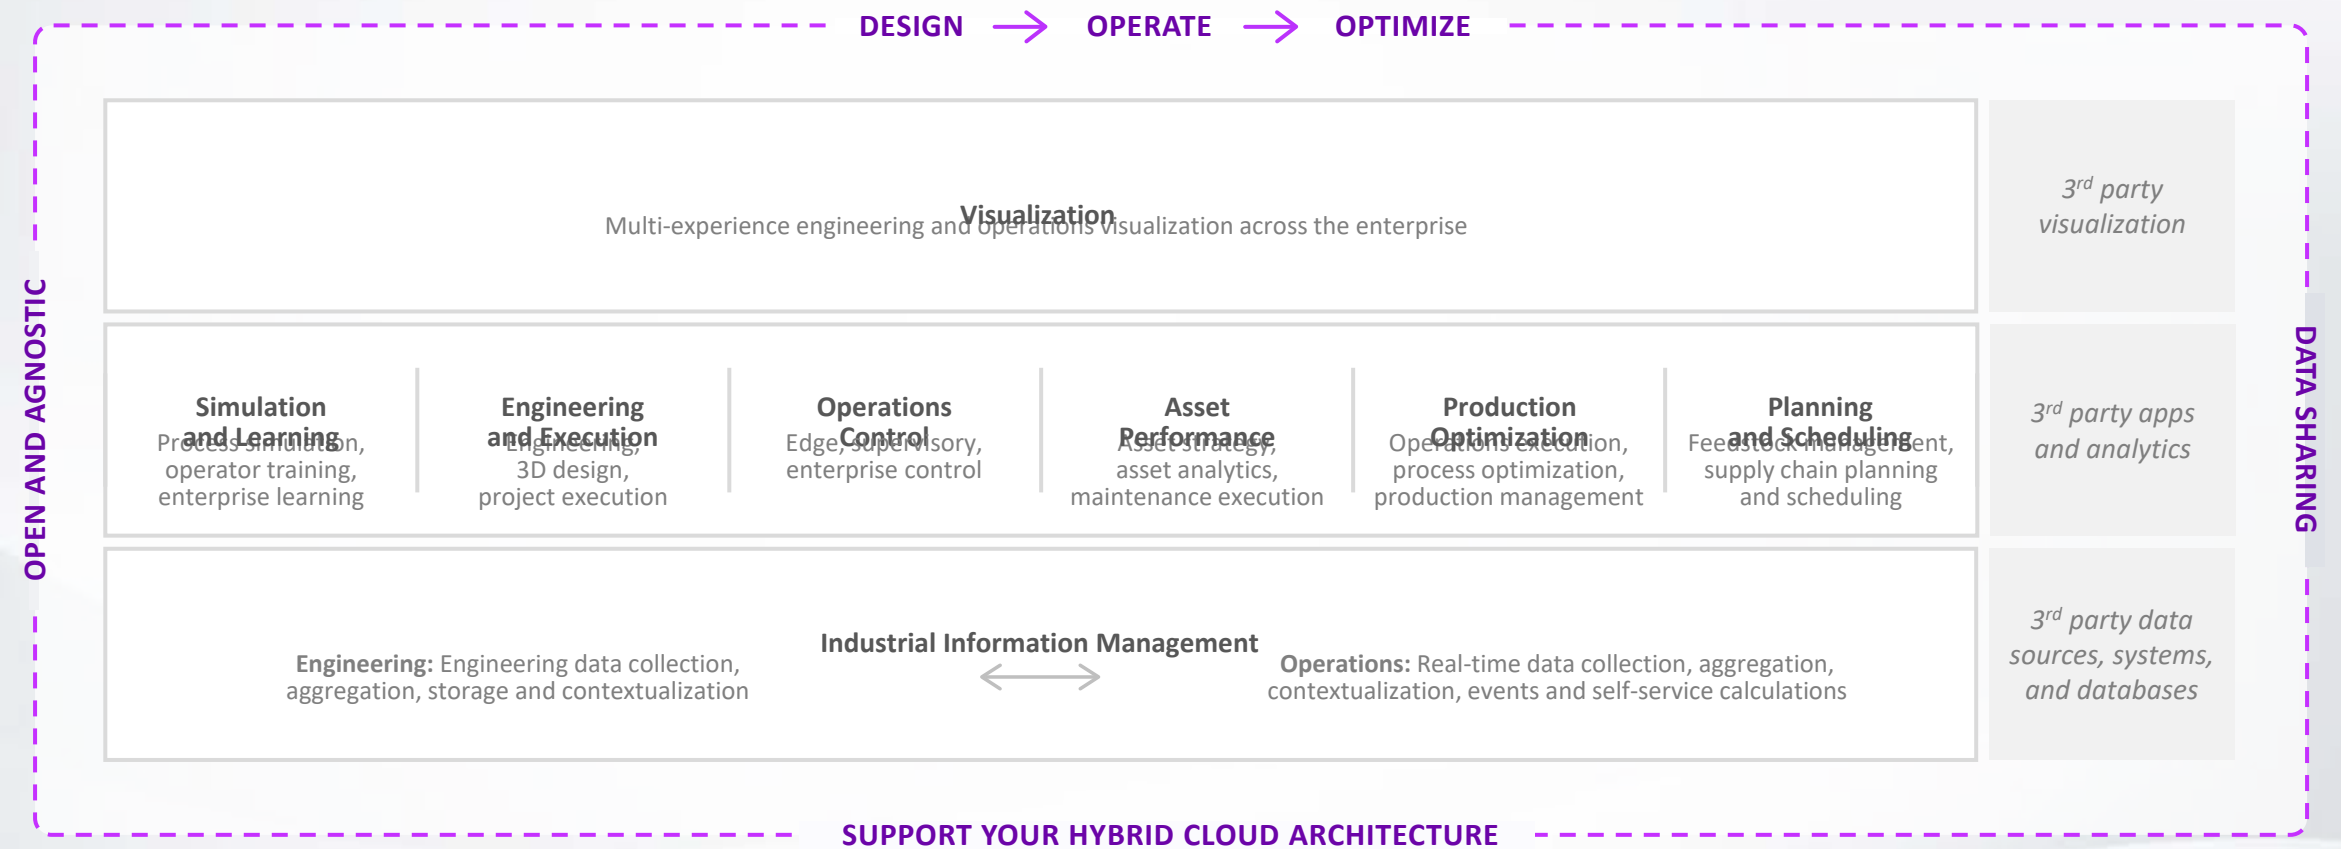 DESIGN → OPERATE → OPTIMIZE
OPEN AND AGNOSTIC
Visualization
Multi-experience engineering and operations visualization across the enterprise
3rd party
visualization
Simulation
and Learning
Process simulation,
operator training,
enterprise learning
Engineering
and Execution
Engineering,
3D design,
project execution
Operations
Control
Edge, supervisory,
enterprise control
Asset
Performance
Asset strategy,
asset analytics,
maintenance execution
Production
Optimization
Operations execution,
process optimization,
production management
Planning
and Scheduling
Feedstock management,
supply chain planning
and scheduling
3rd party apps
and analytics
DATA SHARING
Industrial Information Management
Engineering: Engineering data collection,
aggregation, storage and contextualization
Operations: Real-time data collection, aggregation,
contextualization, events and self-service calculations
3rd party data
sources, systems,
and databases
SUPPORT YOUR HYBRID CLOUD ARCHITECTURE